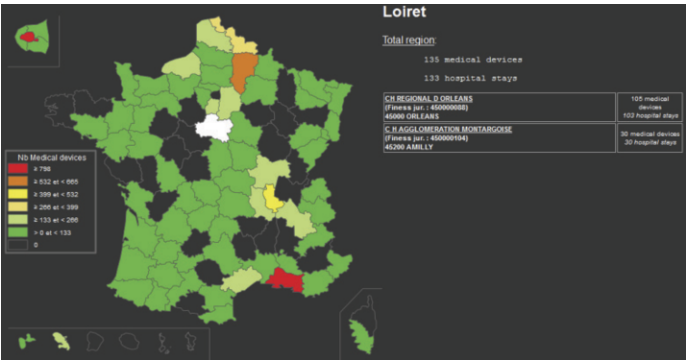 Loiret
Total region:
135 medical devices
133 hospital stays
CH REGIONAL D ORLEANS
(Finess jur. : 450000088)
45000 ORLEANS
105 medical
devices
103 hospital stays
C H AGGLOMERATION MONTARGOISE
(Finess jur. : 450000104)
45200 AMILLY
30 medical devices
30 hospital stays
Nb Medical devices
≥ 798
≥ 532 et < 665
≥ 399 et < 532
≥ 266 et < 399
≥ 133 et < 266
> 0 et < 133
0